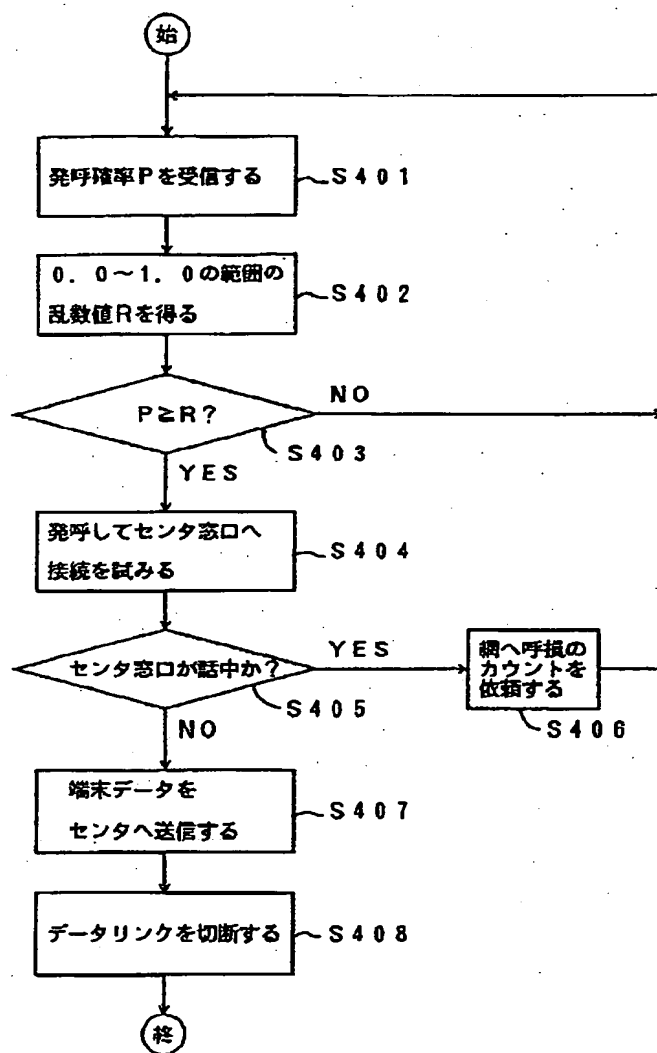 始
発呼確率Pを受信する
S401
0.0~1.0の範囲の
乱数値Rを得る
S402
P≧R?
NO
S403
YES
発呼してセンタ窓口へ
接続を試みる
S404
センタ窓口が話中か?
YES
S405
NO
網へ呼損の
カウントを
依頼する
S406
端末データを
センタへ送信する
S407
データリンクを切断する
S408
終